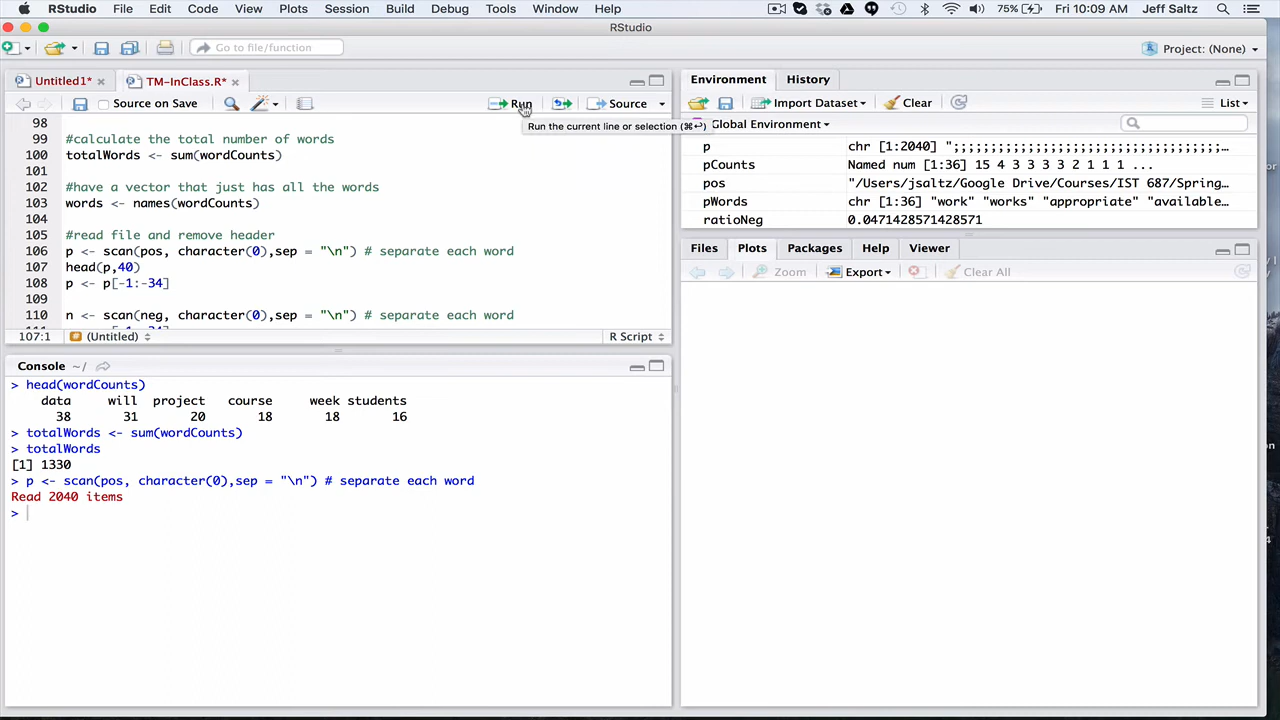 RStudio File Edit Code View Plots Session Build Debug Tools Window Help 75% Fri 10:09 AM Jeff Saltz
RStudio
Go to file/function Project: (None)
Untitled1* TM-InClass.R*
Source on Save Run Source
Run the current line or selection (⌘↩)
98
99 #calculate the total number of words
100 totalWords <- sum(wordCounts)
101
102 #have a vector that just has all the words
103 words <- names(wordCounts)
104
105 #read file and remove header
106 p <- scan(pos, character(0),sep = "\n") # separate each word
107 head(p,40)
108 p <- p[-1:-34]
109
110 n <- scan(neg, character(0),sep = "\n") # separate each word
107:1 (Untitled) R Script
Console ~/
> head(wordCounts)
data will project course week students
38 31 20 18 18 16
> totalWords <- sum(wordCounts)
> totalWords
[1] 1330
> p <- scan(pos, character(0),sep = "\n") # separate each word
Read 2040 items
>
Environment History
Import Dataset Clear List
Global Environment
p chr [1:2040] ";;;;;;;;;;;;;;;;;;;;;;;;;;;;;;;;;;;…
pCounts Named num [1:36] 15 4 3 3 3 3 2 1 1 1 ...
pos "/Users/jsaltz/Google Drive/Courses/IST 687/Spring…
pWords chr [1:36] "work" "works" "appropriate" "available…
ratioNeg 0.0471428571428571
Files Plots Packages Help Viewer
Zoom Export Clear All